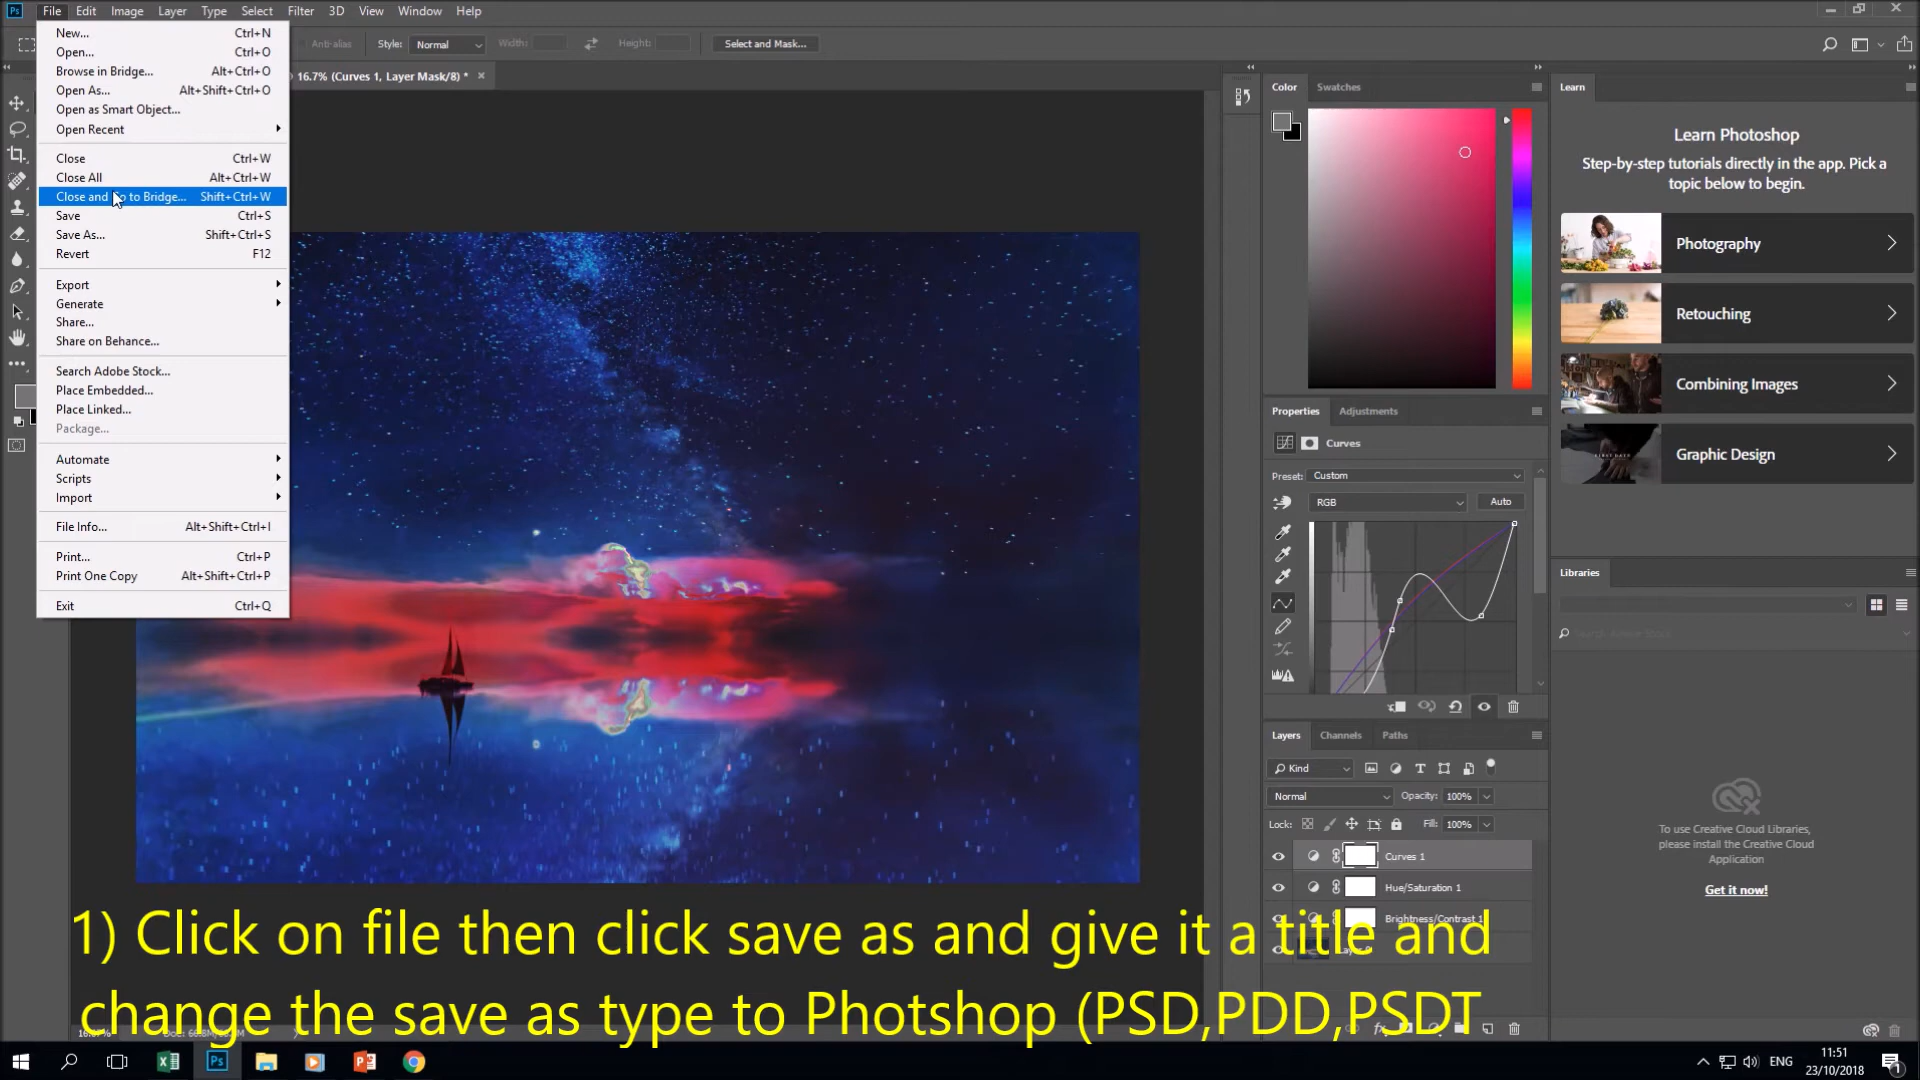 Ps File Edit Image Layer Type Select Filter 3D View Window Help
Anti-alias Style: Normal Width: Height: Select and Mask...
16.7% (Curves 1, Layer Mask/8) *
New... Ctrl+N
Open... Ctrl+O
Browse in Bridge... Alt+Ctrl+O
Open As... Alt+Shift+Ctrl+O
Open as Smart Object...
Open Recent
Close Ctrl+W
Close All Alt+Ctrl+W
Close and to Bridge... Shift+Ctrl+W
Save Ctrl+S
Save As... Shift+Ctrl+S
Revert F12
Export
Generate
Share...
Share on Behance...
Search Adobe Stock...
Place Embedded...
Place Linked...
Package...
Automate
Scripts
Import
File Info... Alt+Shift+Ctrl+I
Print... Ctrl+P
Print One Copy Alt+Shift+Ctrl+P
Exit Ctrl+Q
Color Swatches
Properties Adjustments
Curves
Preset: Custom
RGB Auto
Layers Channels Paths
Kind
Normal Opacity: 100%
Lock: Fill: 100%
Curves 1
Hue/Saturation 1
Brightness/Contrast 1
Learn
Learn Photoshop
Step-by-step tutorials directly in the app. Pick a
topic below to begin.
Photography
Retouching
Combining Images
Graphic Design
Libraries
Search Adobe Stock
To use Creative Cloud Libraries,
please install the Creative Cloud
Application
Get it now!
1) Click on file then click save as and give it a title and
change the save as type to Photshop (PSD,PDD,PSDT
Ps
ENG
11:51
23/10/2018
1